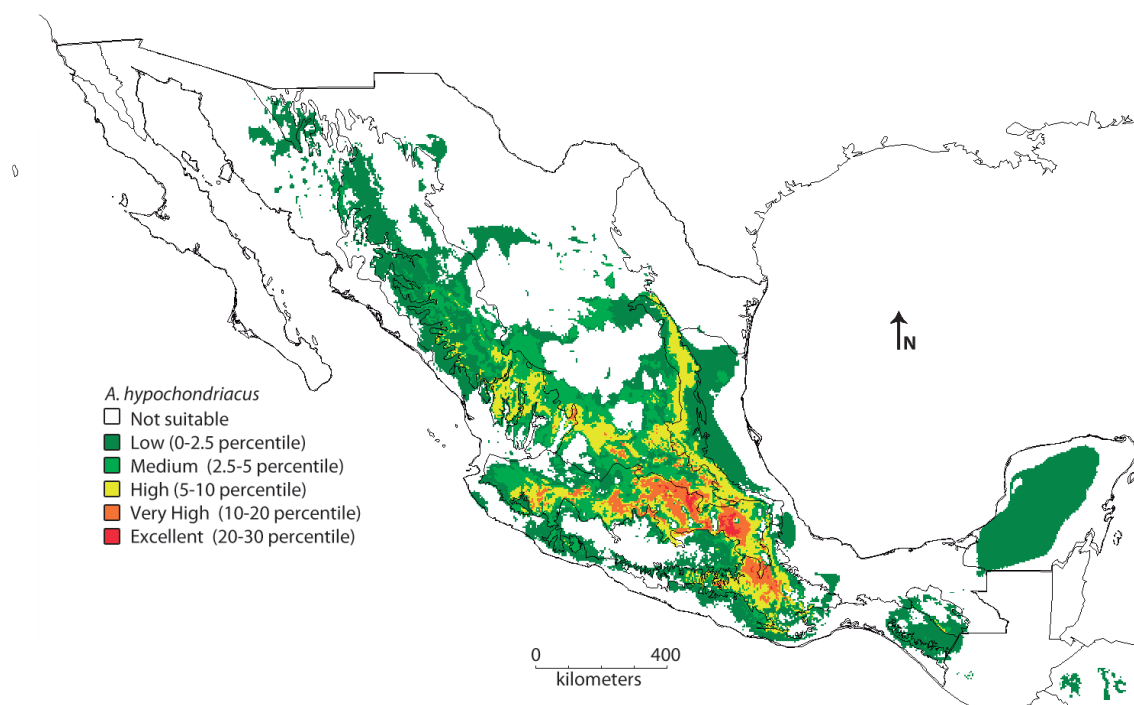 N
A. hypochondriacus
Not suitable
Low (0-2.5 percentile)
Medium (2.5-5 percentile)
High (5-10 percentile)
Very High (10-20 percentile)
Excellent (20-30 percentile)
0 400
kilometers